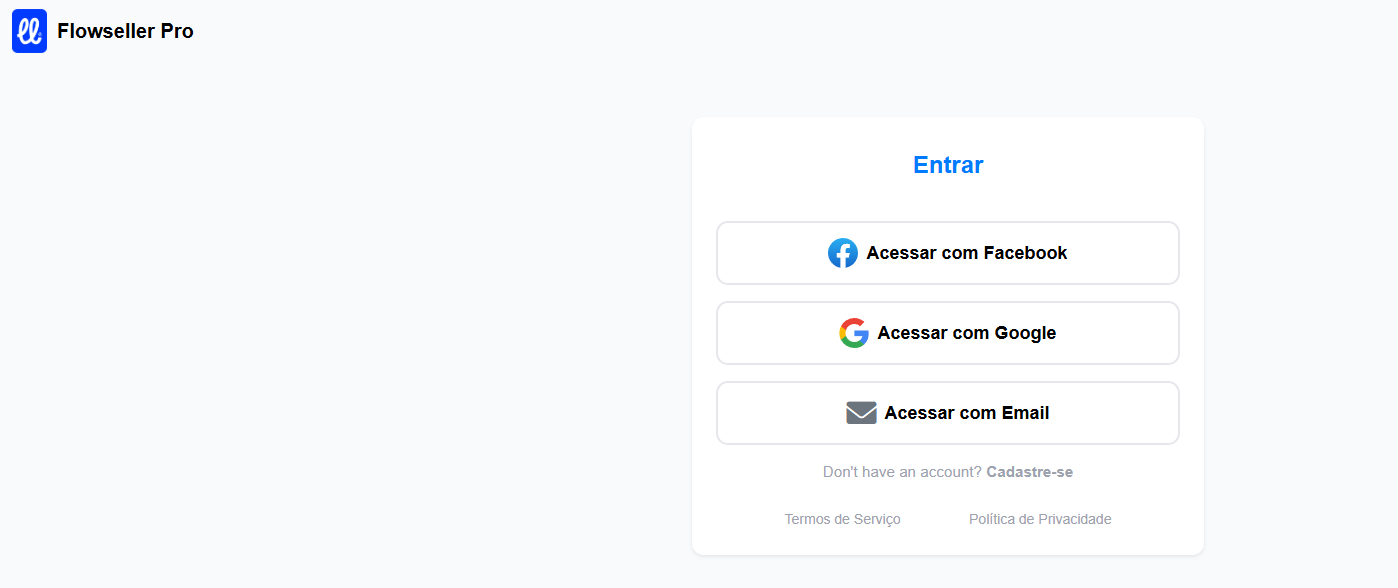 Flowseller Pro
Entrar
Acessar com Facebook
Acessar com Google
Acessar com Email
Don't have an account? Cadastre-se
Termos de Serviço Política de Privacidade